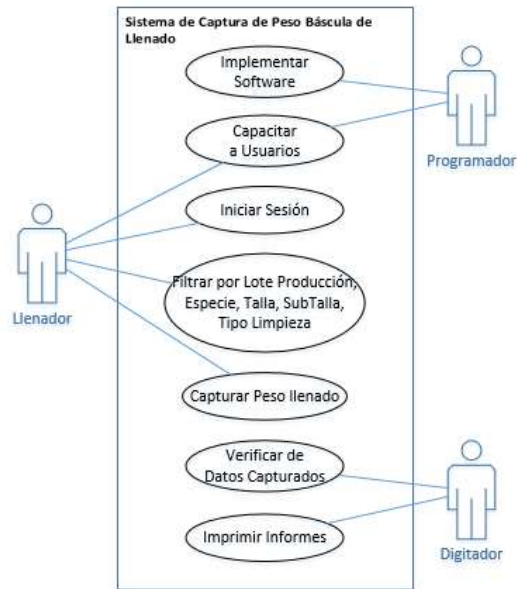 Sistema de Captura de Peso Báscula de
Llenado
Implementar
Software
Programador
Capacitar
a Usuarios
Iniciar Sesión
Llenador
Filtrar por Lote Producción,
Especie, Talla, SubTalla,
Tipo Limpieza
Capturar Peso llenado
Verificar de
Datos Capturados
Digitador
Imprimir Informes